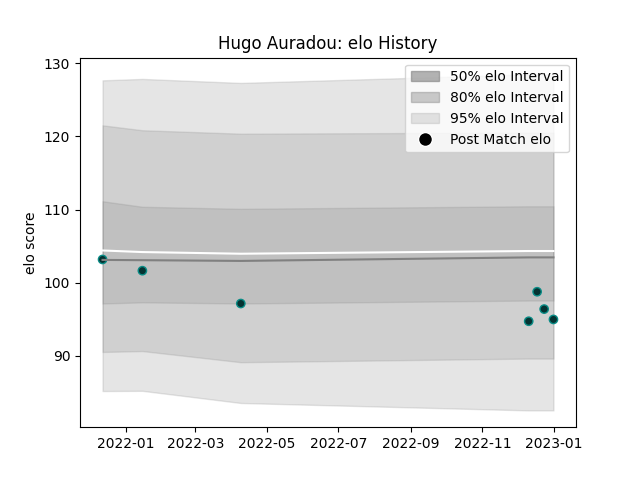 Hugo Auradou: elo History
130
120
110
100
90
elo score
50% elo Interval
80% elo Interval
95% elo Interval
Post Match elo
2022-01
2022-03
2022-05
2022-07
2022-09
2022-11
2023-01